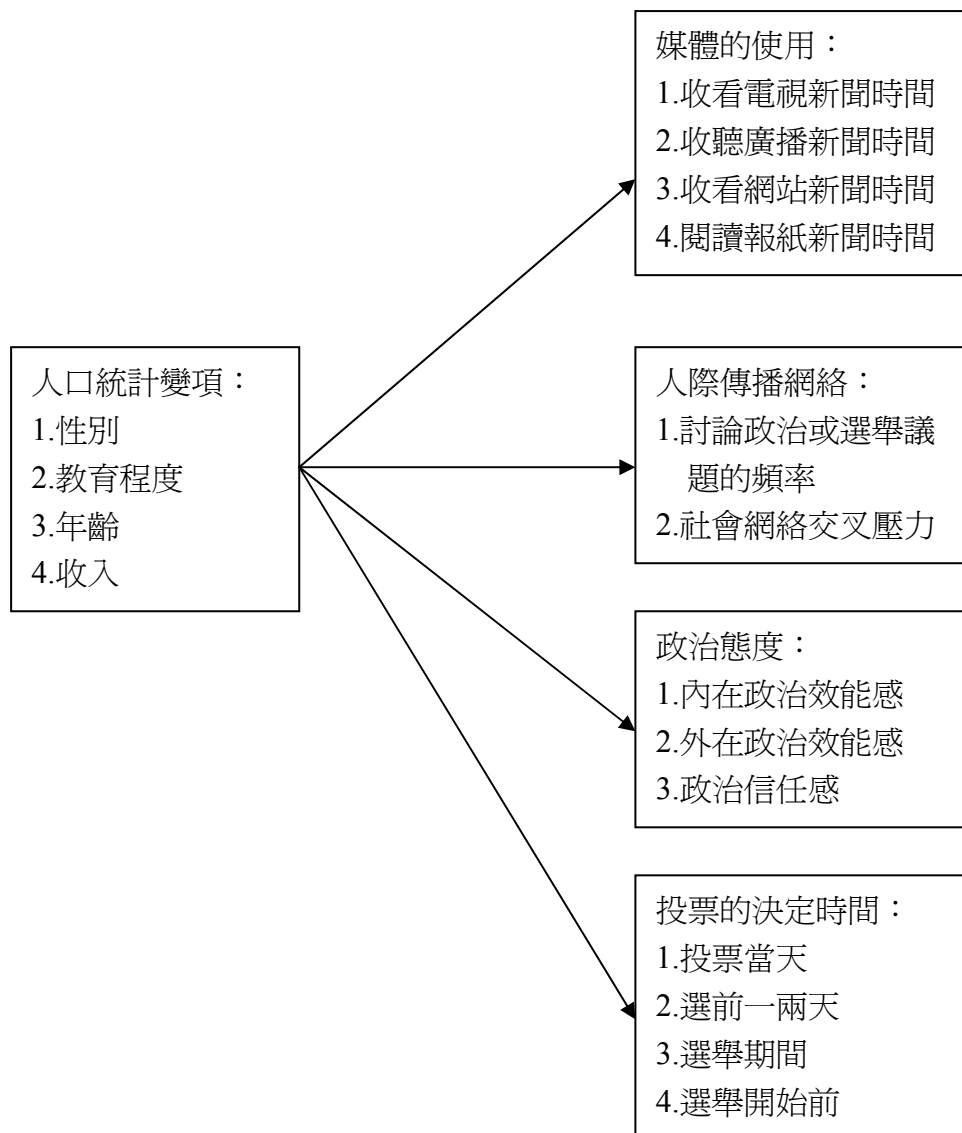 媒體的使用：
1.收看電視新聞時間
2.收聽廣播新聞時間
3.收看網站新聞時間
4.閱讀報紙新聞時間
人口統計變項：
1.性別
2.教育程度
3.年齡
4.收入
人際傳播網絡：
1.討論政治或選舉議
題的頻率
2.社會網絡交叉壓力
政治態度：
1.內在政治效能感
2.外在政治效能感
3.政治信任感
投票的決定時間：
1.投票當天
2.選前一兩天
3.選舉期間
4.選舉開始前